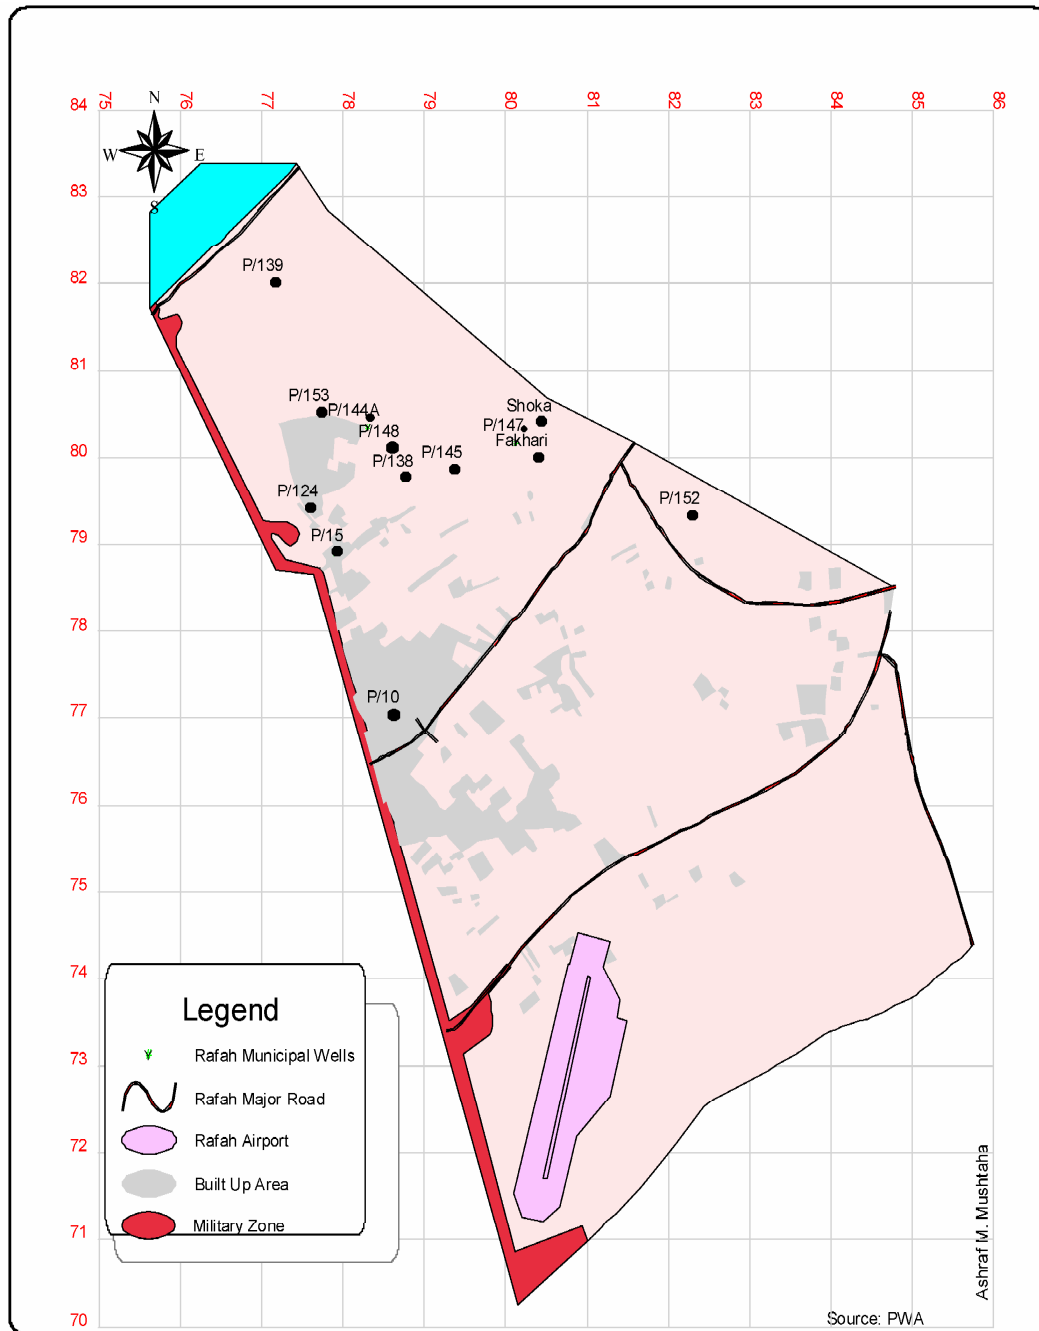 75 76 77 78 79 80 81 82 83 84 85 86
84
N
W E
S
83
82
P/139
81
P/153
P/144A
Shoka
P/147
P/148
Fakhari
80
P/138
P/145
P/124
P/152
79
P/15
78
77
P/10
76
75
74
73
72
71
70
Legend
Rafah Municipal Wells
Rafah Major Road
Rafah Airport
Built Up Area
Military Zone
Ashraf M. Mushtaha
Source: PWA